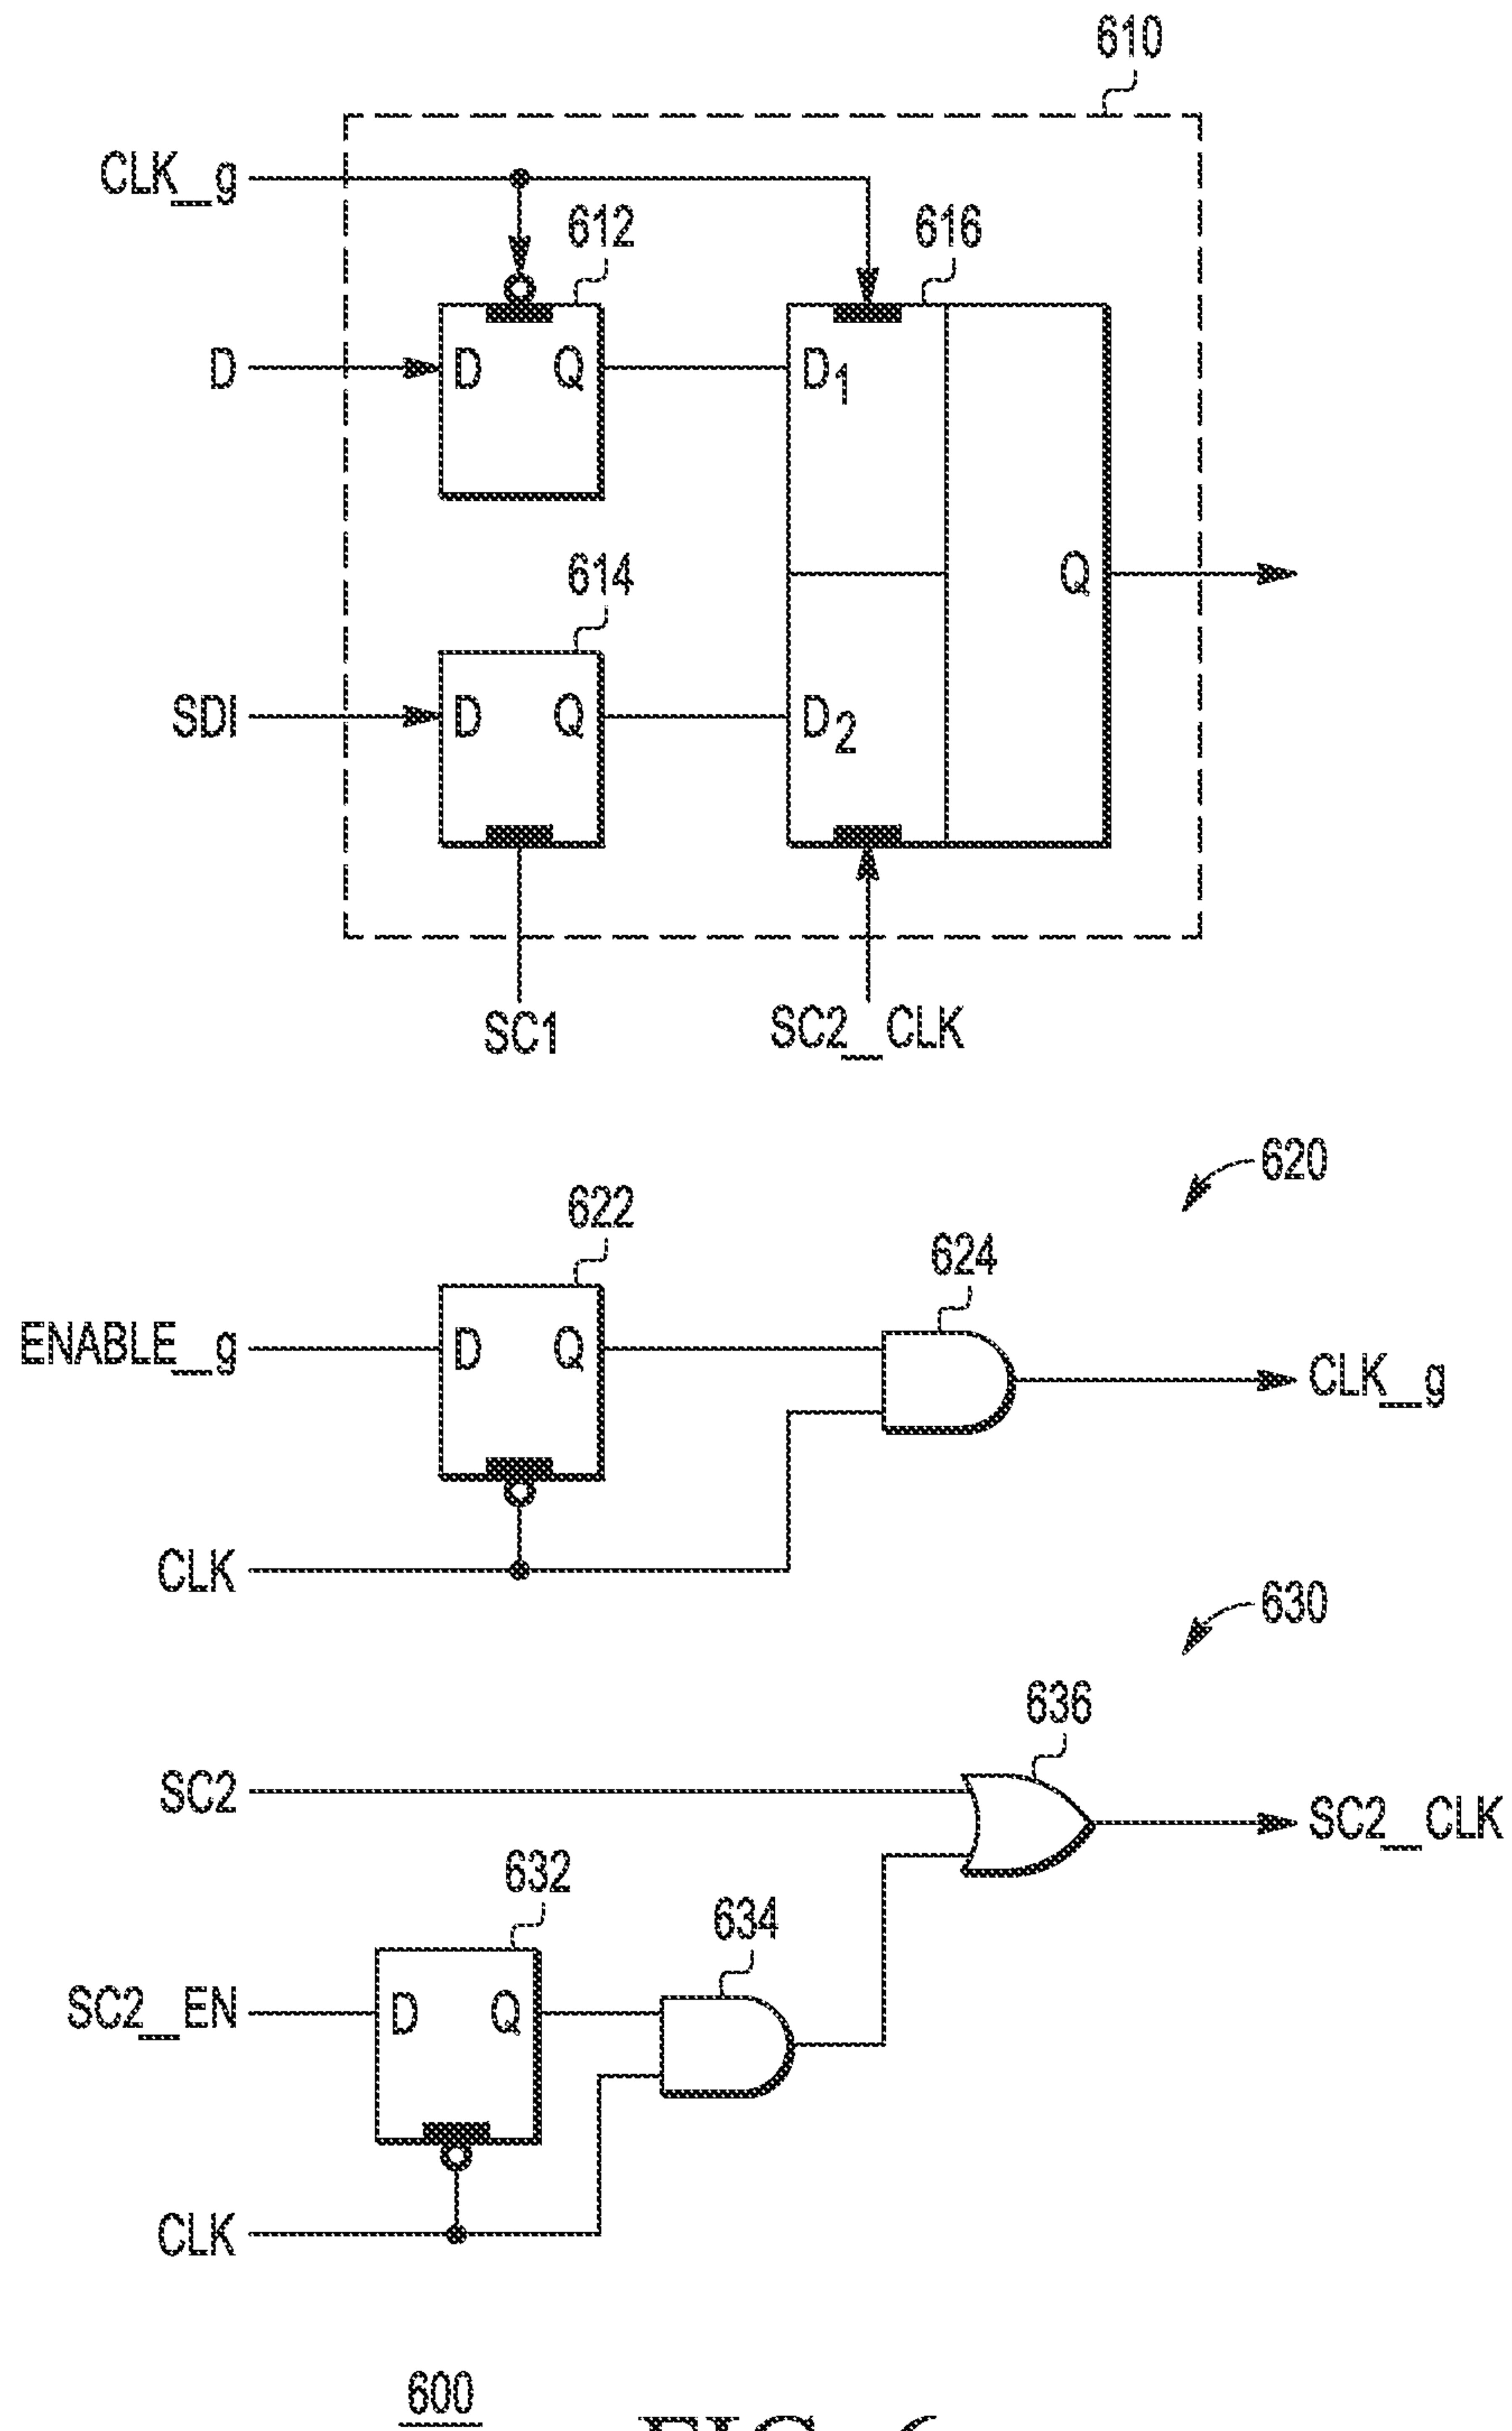 610
CLK_g
612
616
D
D Q
D1
614
Q
SDI
D Q
D2
SC1
SC2_CLK
620
622
624
ENABLE_g
D Q
CLK_g
CLK
630
636
SC2
SC2_CLK
632
634
SC2_EN
D Q
CLK
600